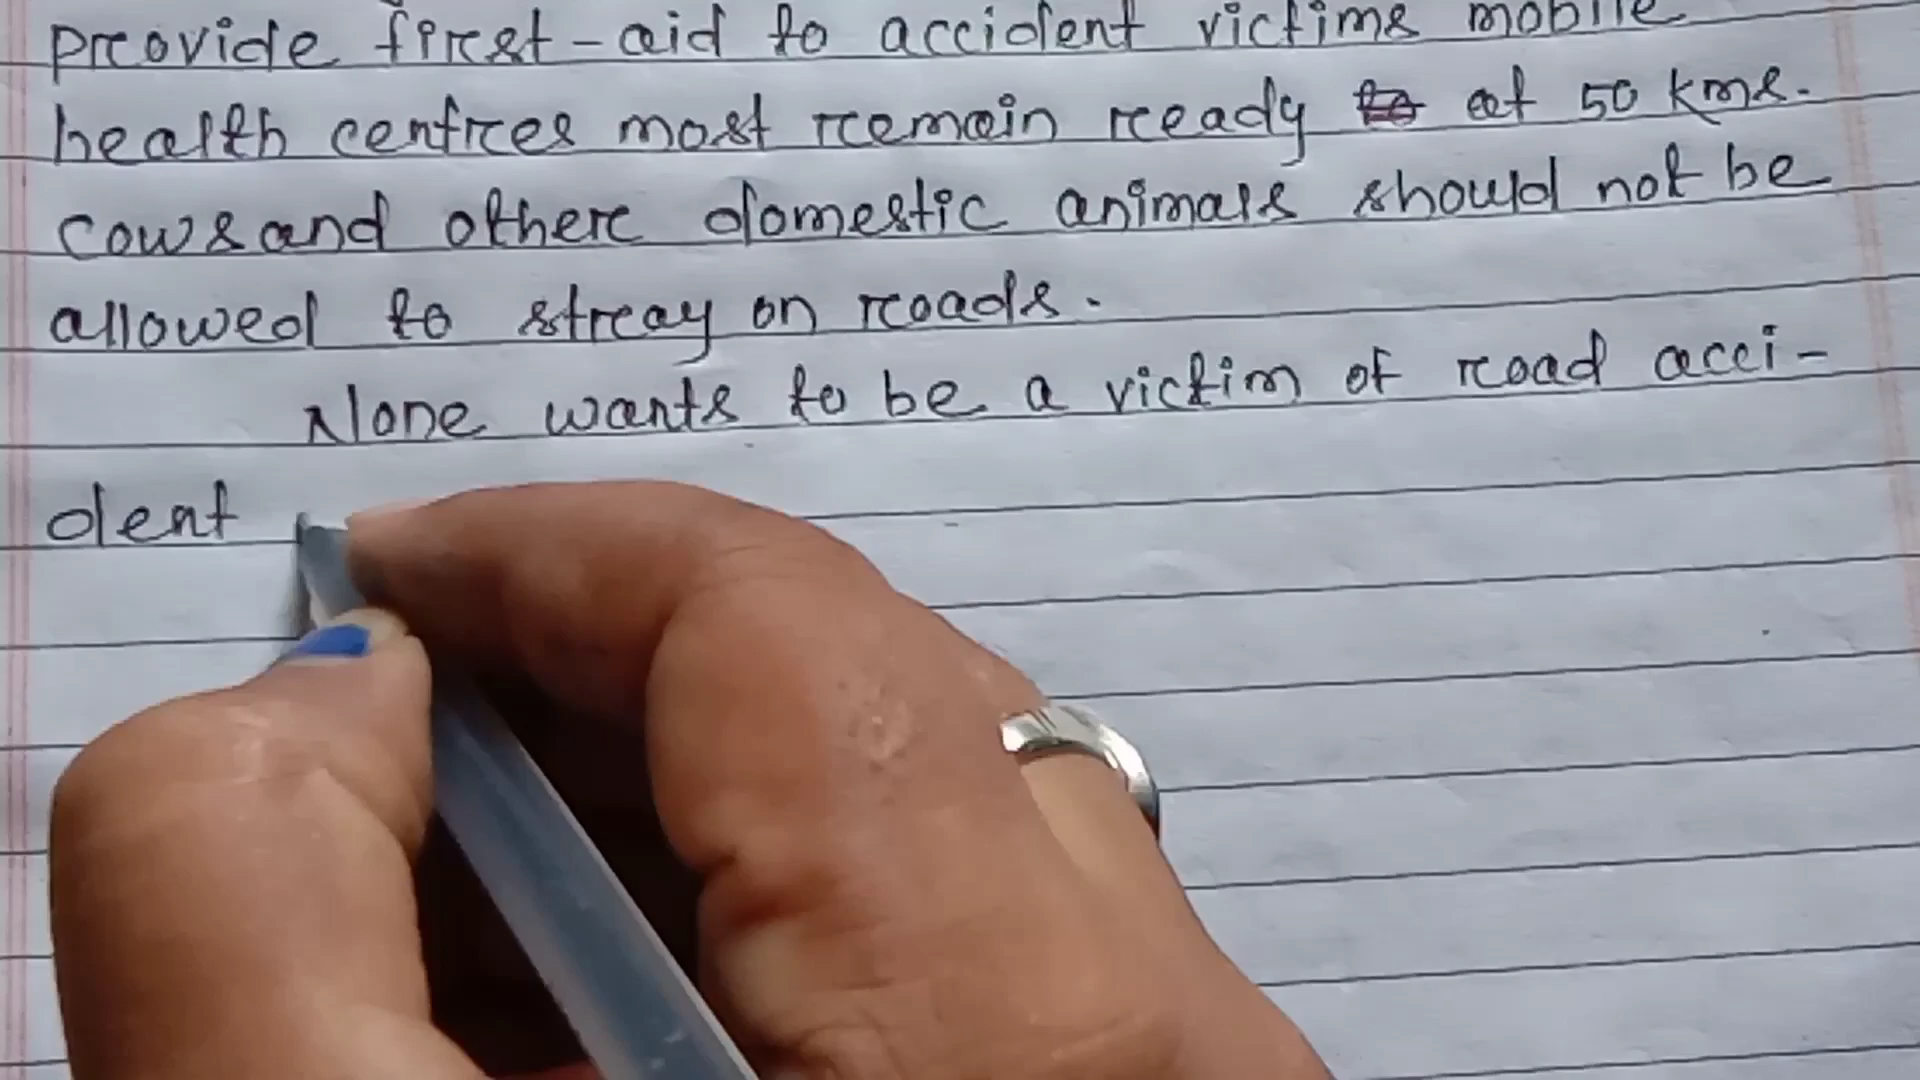 provide first-aid to accident victims mobile
health centres most remain ready to at 50 kms.
cows and other domestic animals should not be
allowed to stray on roads.
None wants to be a victim of road acci-
dent